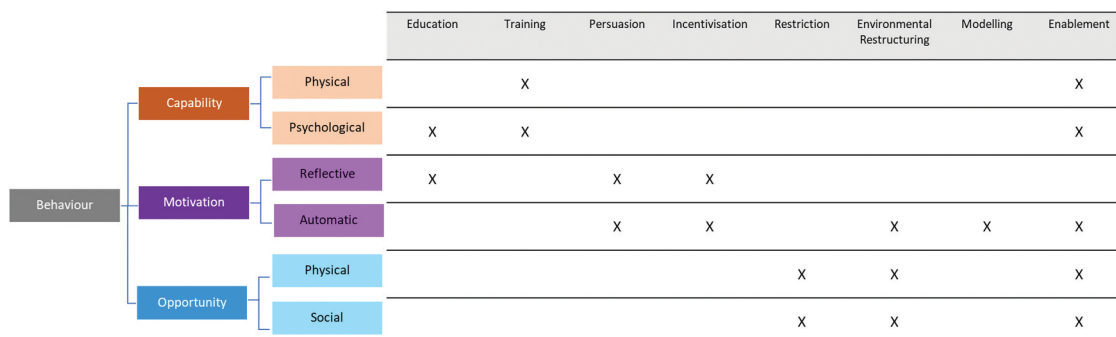 Education Training Persuasion Incentivisation Restriction Environmental Restructuring Modelling Enablement
Physical X X
Capability
Psychological X X X
Reflective X X X
Behaviour Motivation
Automatic X X X X X
Physical X X X
Opportunity
Social X X X